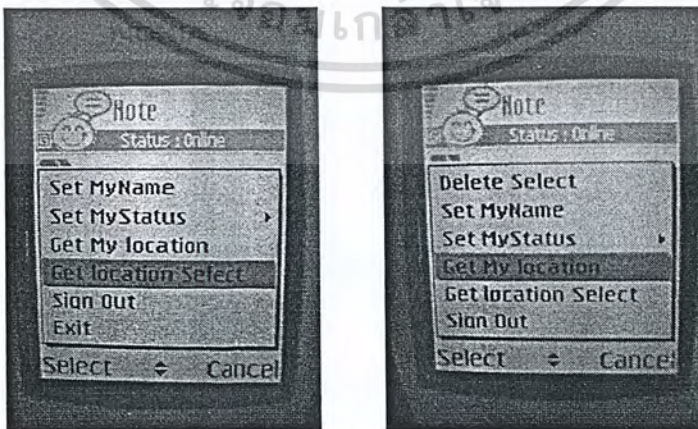 Note
Status : Online
Set MyName
Set MyStatus
Get My location
Get location Select
Sign Out
Exit
Select
Cancel
Note
Status : Online
Delete Select
Set MyName
Set MyStatus
Get My location
Get location Select
Sign Out
Select
Cancel